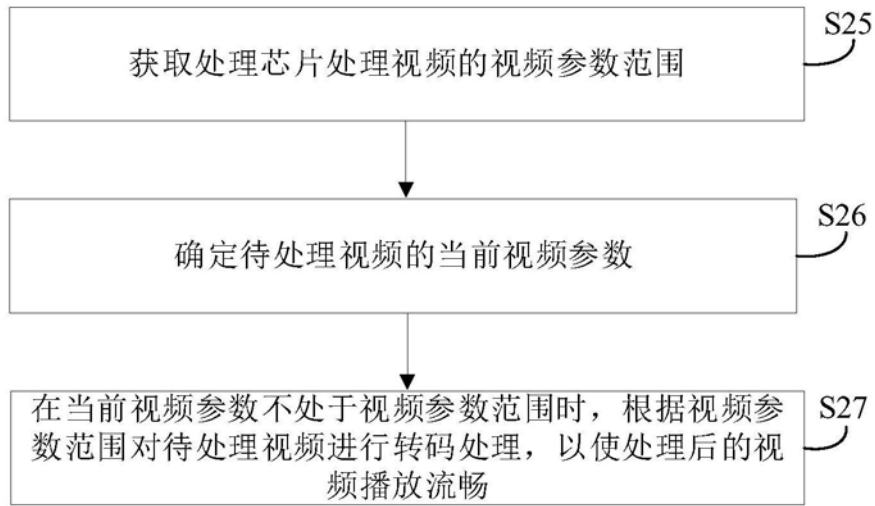 S25
获取处理芯片处理视频的视频参数范围
S26
确定待处理视频的当前视频参数
S27
在当前视频参数不处于视频参数范围时，根据视频参
数范围对待处理视频进行转码处理，以使处理后的视
频播放流畅